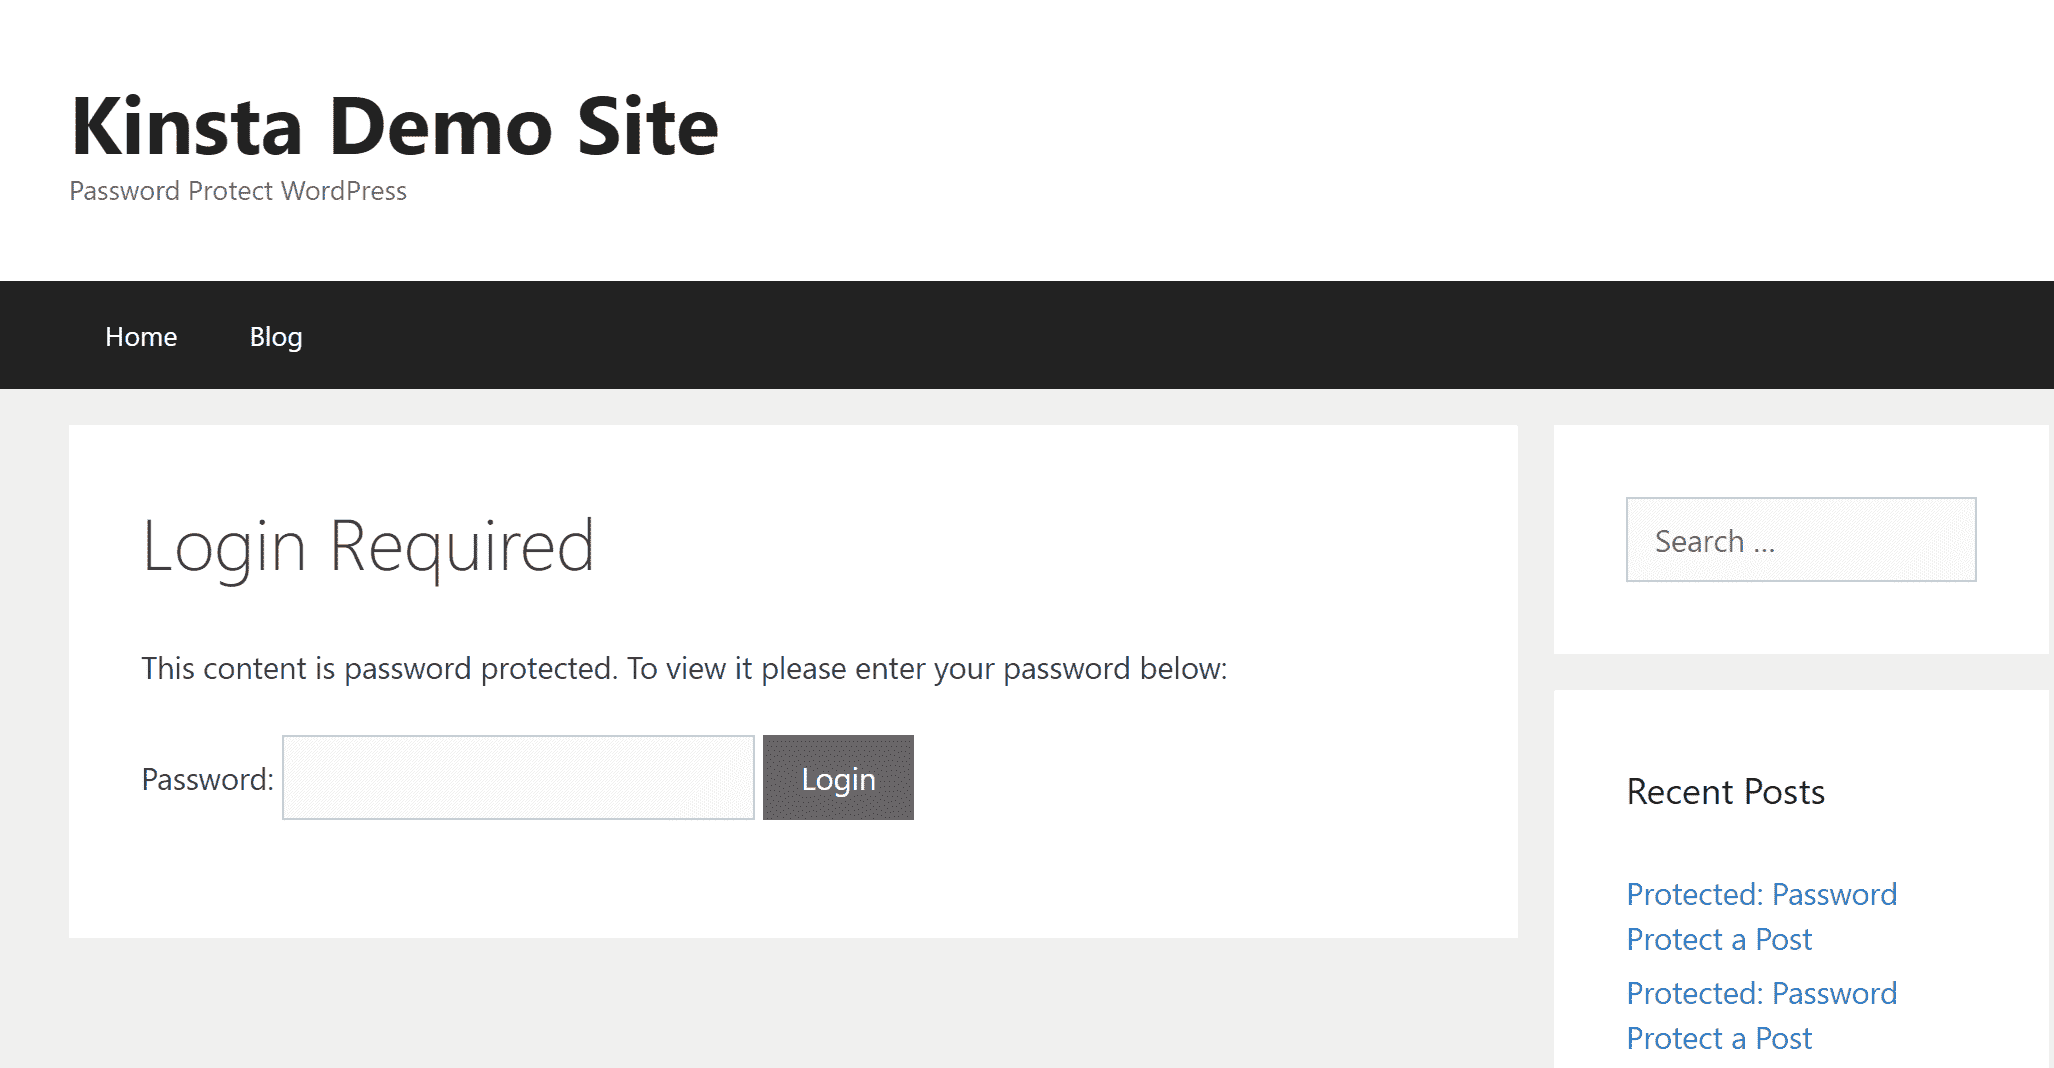 Kinsta Demo Site
Password Protect WordPress
Home
Blog
Login Required
This content is password protected. To view it please enter your password below:
Password:
Login
Search ...
Recent Posts
Protected: Password
Protect a Post
Protected: Password
Protect a Post